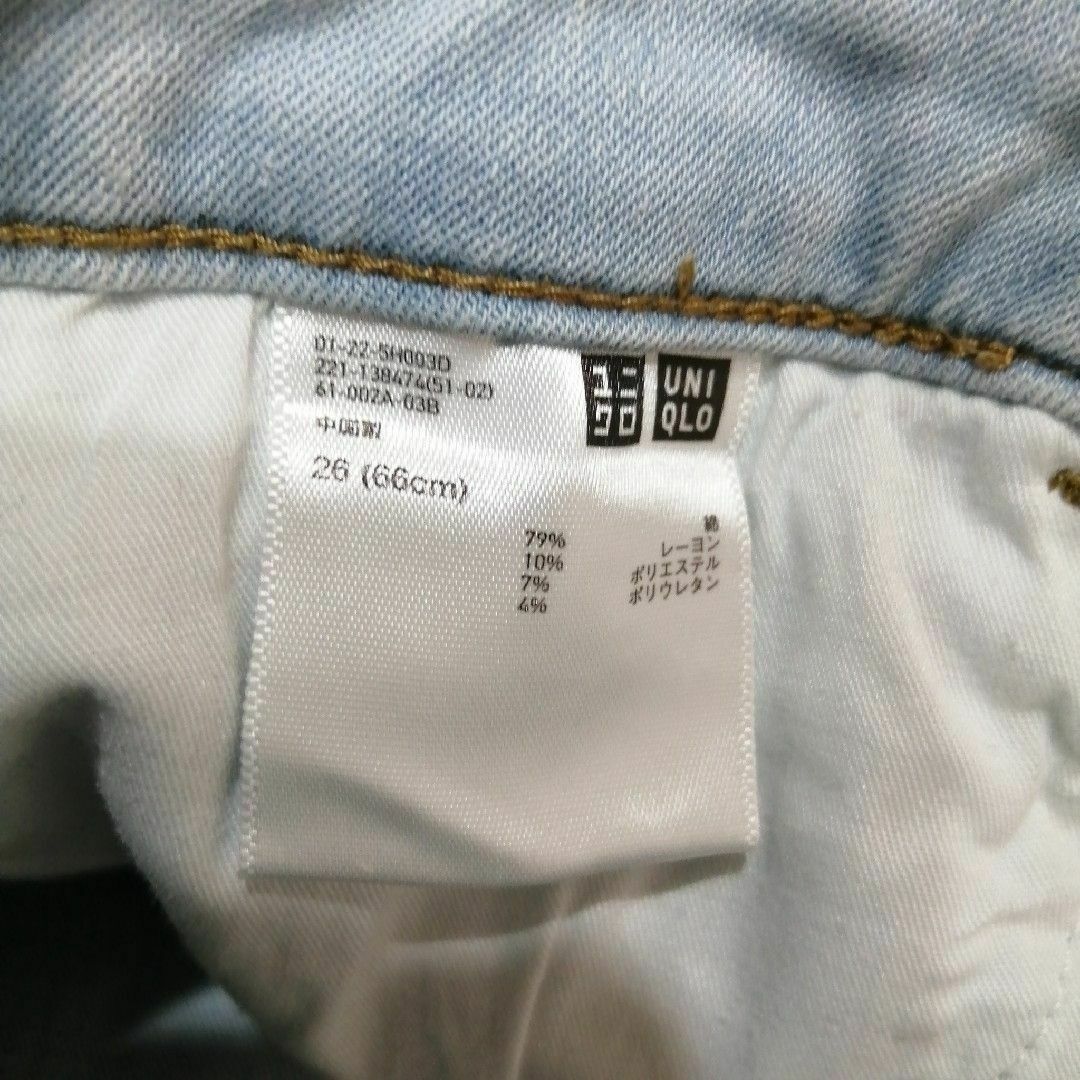 01-22-SH003D
221-138474(51-02)
61-002A-03B
中国製
26 (66cm)
ユニ
クロ
UNI
QLO
79% 綿
10% レーヨン
7% ポリエステル
4% ポリウレタン